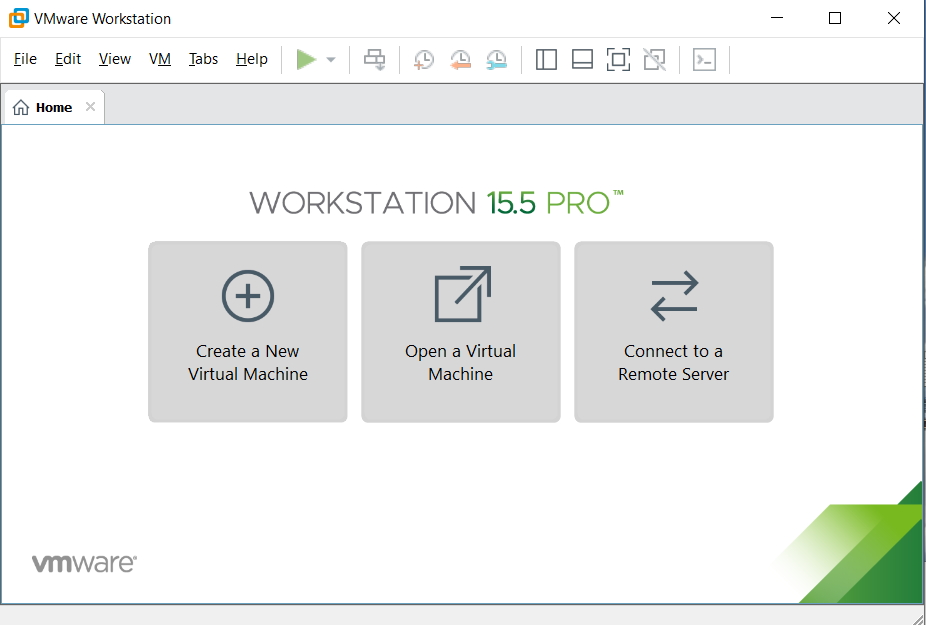 VMware Workstation
File Edit View VM Tabs Help
Home
WORKSTATION 15.5 PRO™
Create a New
Virtual Machine
Open a Virtual
Machine
Connect to a
Remote Server
vmware®